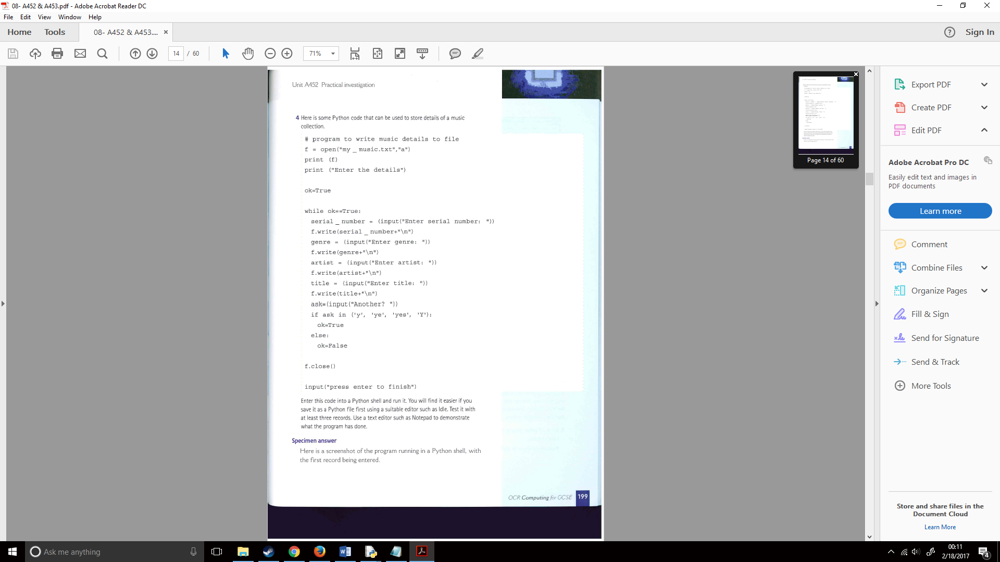 08- A452 & A453.pdf - Adobe Acrobat Reader DC
File Edit View Window Help
Home Tools 08- A452 & A453.... × Sign In
14 / 60 71%
Unit A452 Practical investigation
4 Here is some Python code that can be used to store details of a music
collection.
# program to write music details to file
f = open("my _ music.txt","a")
print (f)
print ("Enter the details")
ok=True
while ok==True:
serial _ number = (input("Enter serial number: "))
f.write(serial _ number+"\n")
genre = (input("Enter genre: "))
f.write(genre+"\n")
artist = (input("Enter artist: "))
f.write(artist+"\n")
title = (input("Enter title: "))
f.write(title+"\n")
ask=(input("Another? "))
if ask in ('y', 'ye', 'yes', 'Y'):
ok=True
else:
ok=False
f.close()
input("press enter to finish")
Enter this code into a Python shell and run it. You will find it easier if you
save it as a Python file first using a suitable editor such as Idle. Test it with
at least three records. Use a text editor such as Notepad to demonstrate
what the program has done.
Specimen answer
Here is a screenshot of the program running in a Python shell, with
the first record being entered.
OCR Computing for GCSE 199
Page 14 of 60
Export PDF
Create PDF
Edit PDF
Adobe Acrobat Pro DC
Easily edit text and images in
PDF documents
Learn more
Comment
Combine Files
Organize Pages
Fill & Sign
Send for Signature
Send & Track
More Tools
Store and share files in the
Document Cloud
Learn More
Ask me anything
00:11
2/18/2017
4